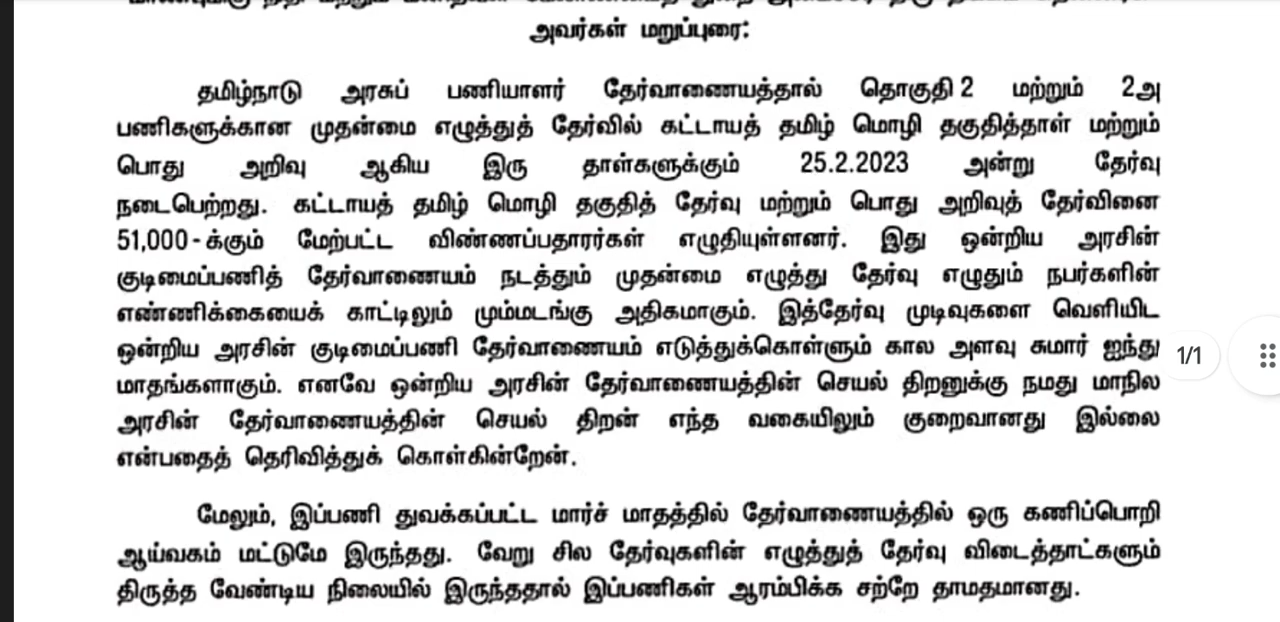 அவர்கள் மறுப்புரை:
தமிழ்நாடு அரசுப் பணியாளர் தேர்வாணையத்தால் தொகுதி 2 மற்றும் 2அ
பணிகளுக்கான முதன்மை எழுத்துத் தேர்வில் கட்டாயத் தமிழ் மொழி தகுதித்தாள் மற்றும்
பொது அறிவு ஆகிய இரு தாள்களுக்கும் 25.2.2023 அன்று தேர்வு
நடைபெற்றது. கட்டாயத் தமிழ் மொழி தகுதித் தேர்வு மற்றும் பொது அறிவுத் தேர்வினை
51,000-க்கும் மேற்பட்ட விண்ணப்பதாரர்கள் எழுதியுள்ளனர். இது ஒன்றிய அரசின்
குடிமைப்பணித் தேர்வாணையம் நடத்தும் முதன்மை எழுத்து தேர்வு எழுதும் நபர்களின்
எண்ணிக்கையைக் காட்டிலும் மும்மடங்கு அதிகமாகும். இத்தேர்வு முடிவுகளை வெளியிட
ஒன்றிய அரசின் குடிமைப்பணி தேர்வாணையம் எடுத்துக்கொள்ளும் கால அளவு சுமார் ஐந்து
மாதங்களாகும். எனவே ஒன்றிய அரசின் தேர்வாணையத்தின் செயல் திறனுக்கு நமது மாநில
அரசின் தேர்வாணையத்தின் செயல் திறன் எந்த வகையிலும் குறைவானது இல்லை
என்பதைத் தெரிவித்துக் கொள்கின்றேன்.
மேலும், இப்பணி துவக்கப்பட்ட மார்ச் மாதத்தில் தேர்வாணையத்தில் ஒரு கணிப்பொறி
ஆய்வகம் மட்டுமே இருந்தது. வேறு சில தேர்வுகளின் எழுத்துத் தேர்வு விடைத்தாட்களும்
திருத்த வேண்டிய நிலையில் இருந்ததால் இப்பணிகள் ஆரம்பிக்க சற்றே தாமதமானது.
1/1